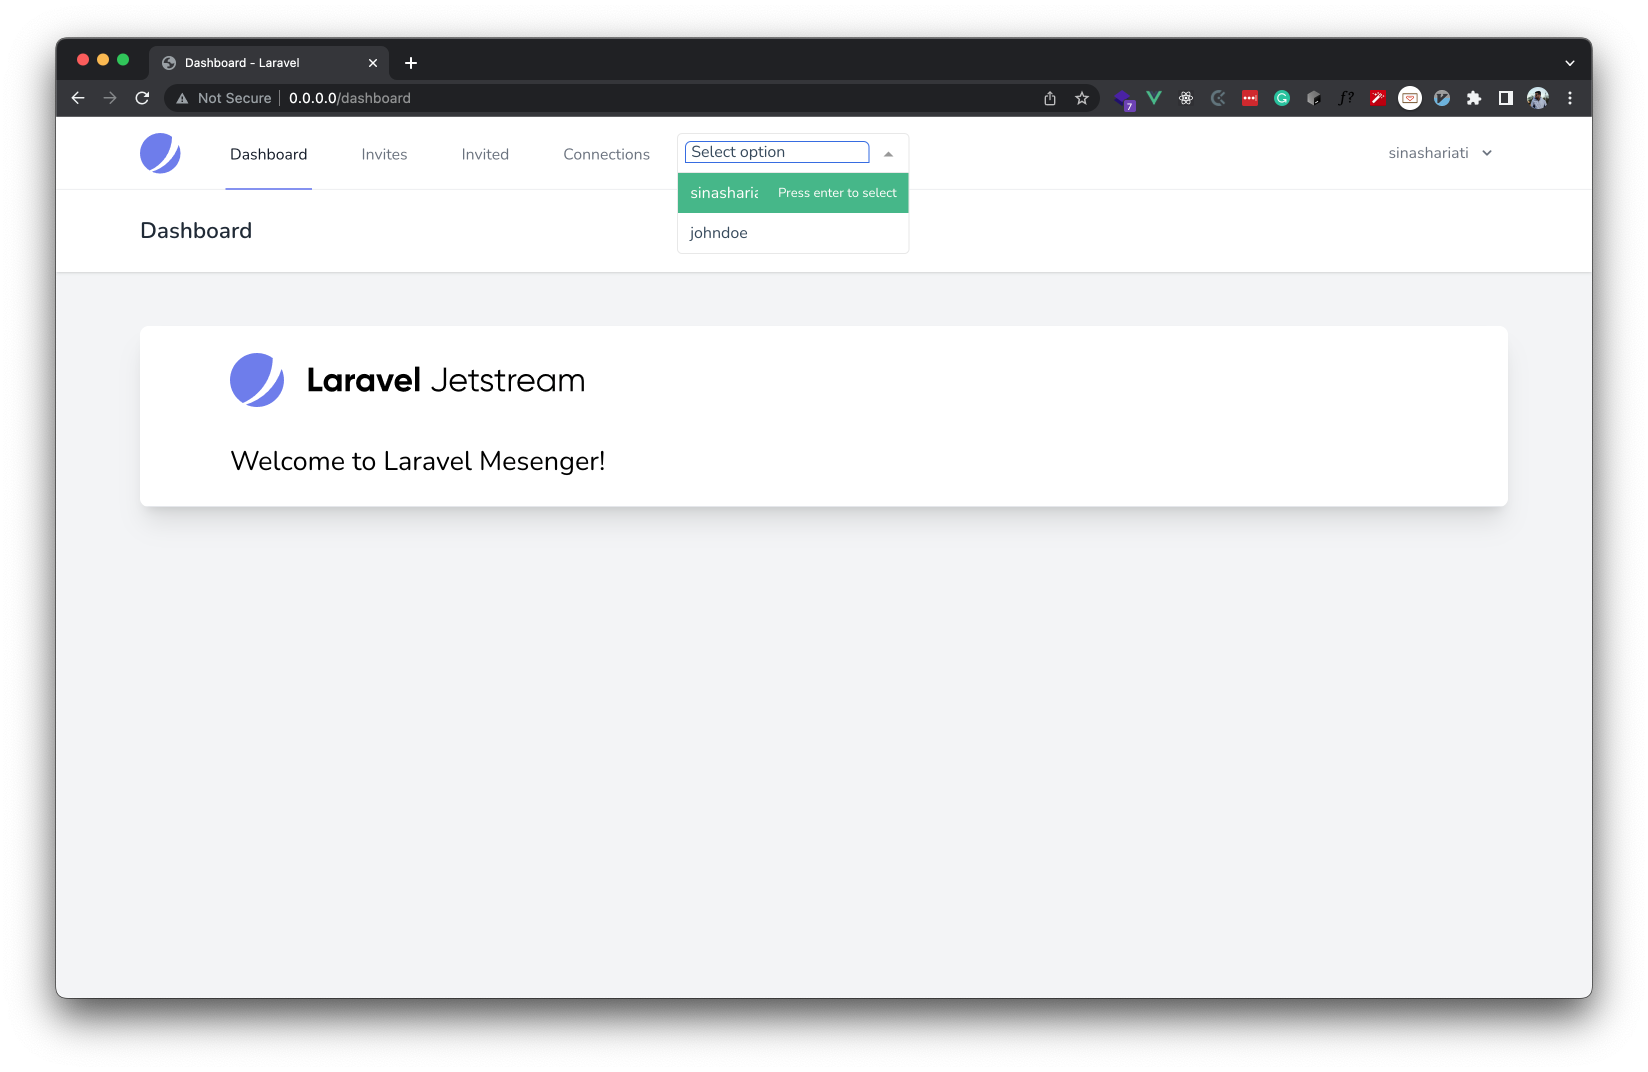 Dashboard - Laravel
Not Secure
0.0.0.0/dashboard
7
f?
Dashboard
Invites
Invited
Connections
Select option
sinashariati
sinasharia
Press enter to select
johndoe
Dashboard
Laravel Jetstream
Welcome to Laravel Mesenger!